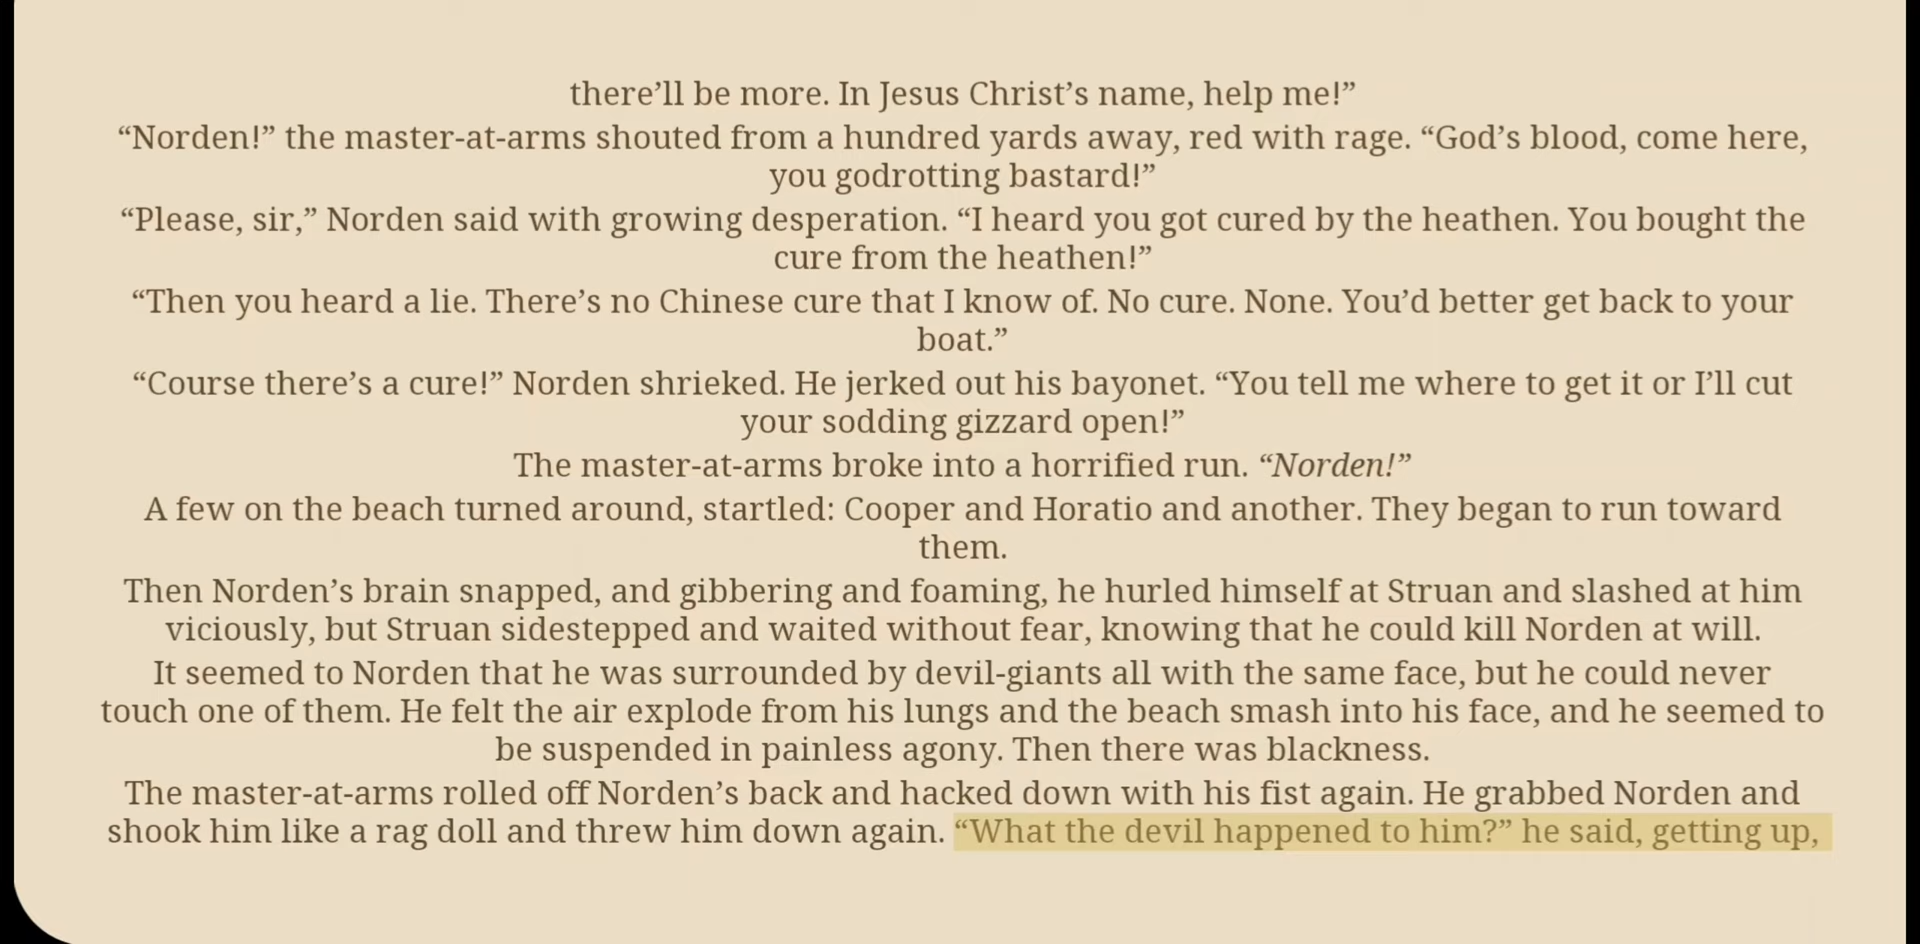 there’ll be more. In Jesus Christ’s name, help me!”
“Norden!” the master-at-arms shouted from a hundred yards away, red with rage. “God’s blood, come here,
you godrotting bastard!”
“Please, sir,” Norden said with growing desperation. “I heard you got cured by the heathen. You bought the
cure from the heathen!”
“Then you heard a lie. There’s no Chinese cure that I know of. No cure. None. You’d better get back to your
boat.”
“Course there’s a cure!” Norden shrieked. He jerked out his bayonet. “You tell me where to get it or I’ll cut
your sodding gizzard open!”
The master-at-arms broke into a horrified run. “Norden!”
A few on the beach turned around, startled: Cooper and Horatio and another. They began to run toward
them.
Then Norden’s brain snapped, and gibbering and foaming, he hurled himself at Struan and slashed at him
viciously, but Struan sidestepped and waited without fear, knowing that he could kill Norden at will.
It seemed to Norden that he was surrounded by devil-giants all with the same face, but he could never
touch one of them. He felt the air explode from his lungs and the beach smash into his face, and he seemed to
be suspended in painless agony. Then there was blackness.
The master-at-arms rolled off Norden’s back and hacked down with his fist again. He grabbed Norden and
shook him like a rag doll and threw him down again. “What the devil happened to him?” he said, getting up,